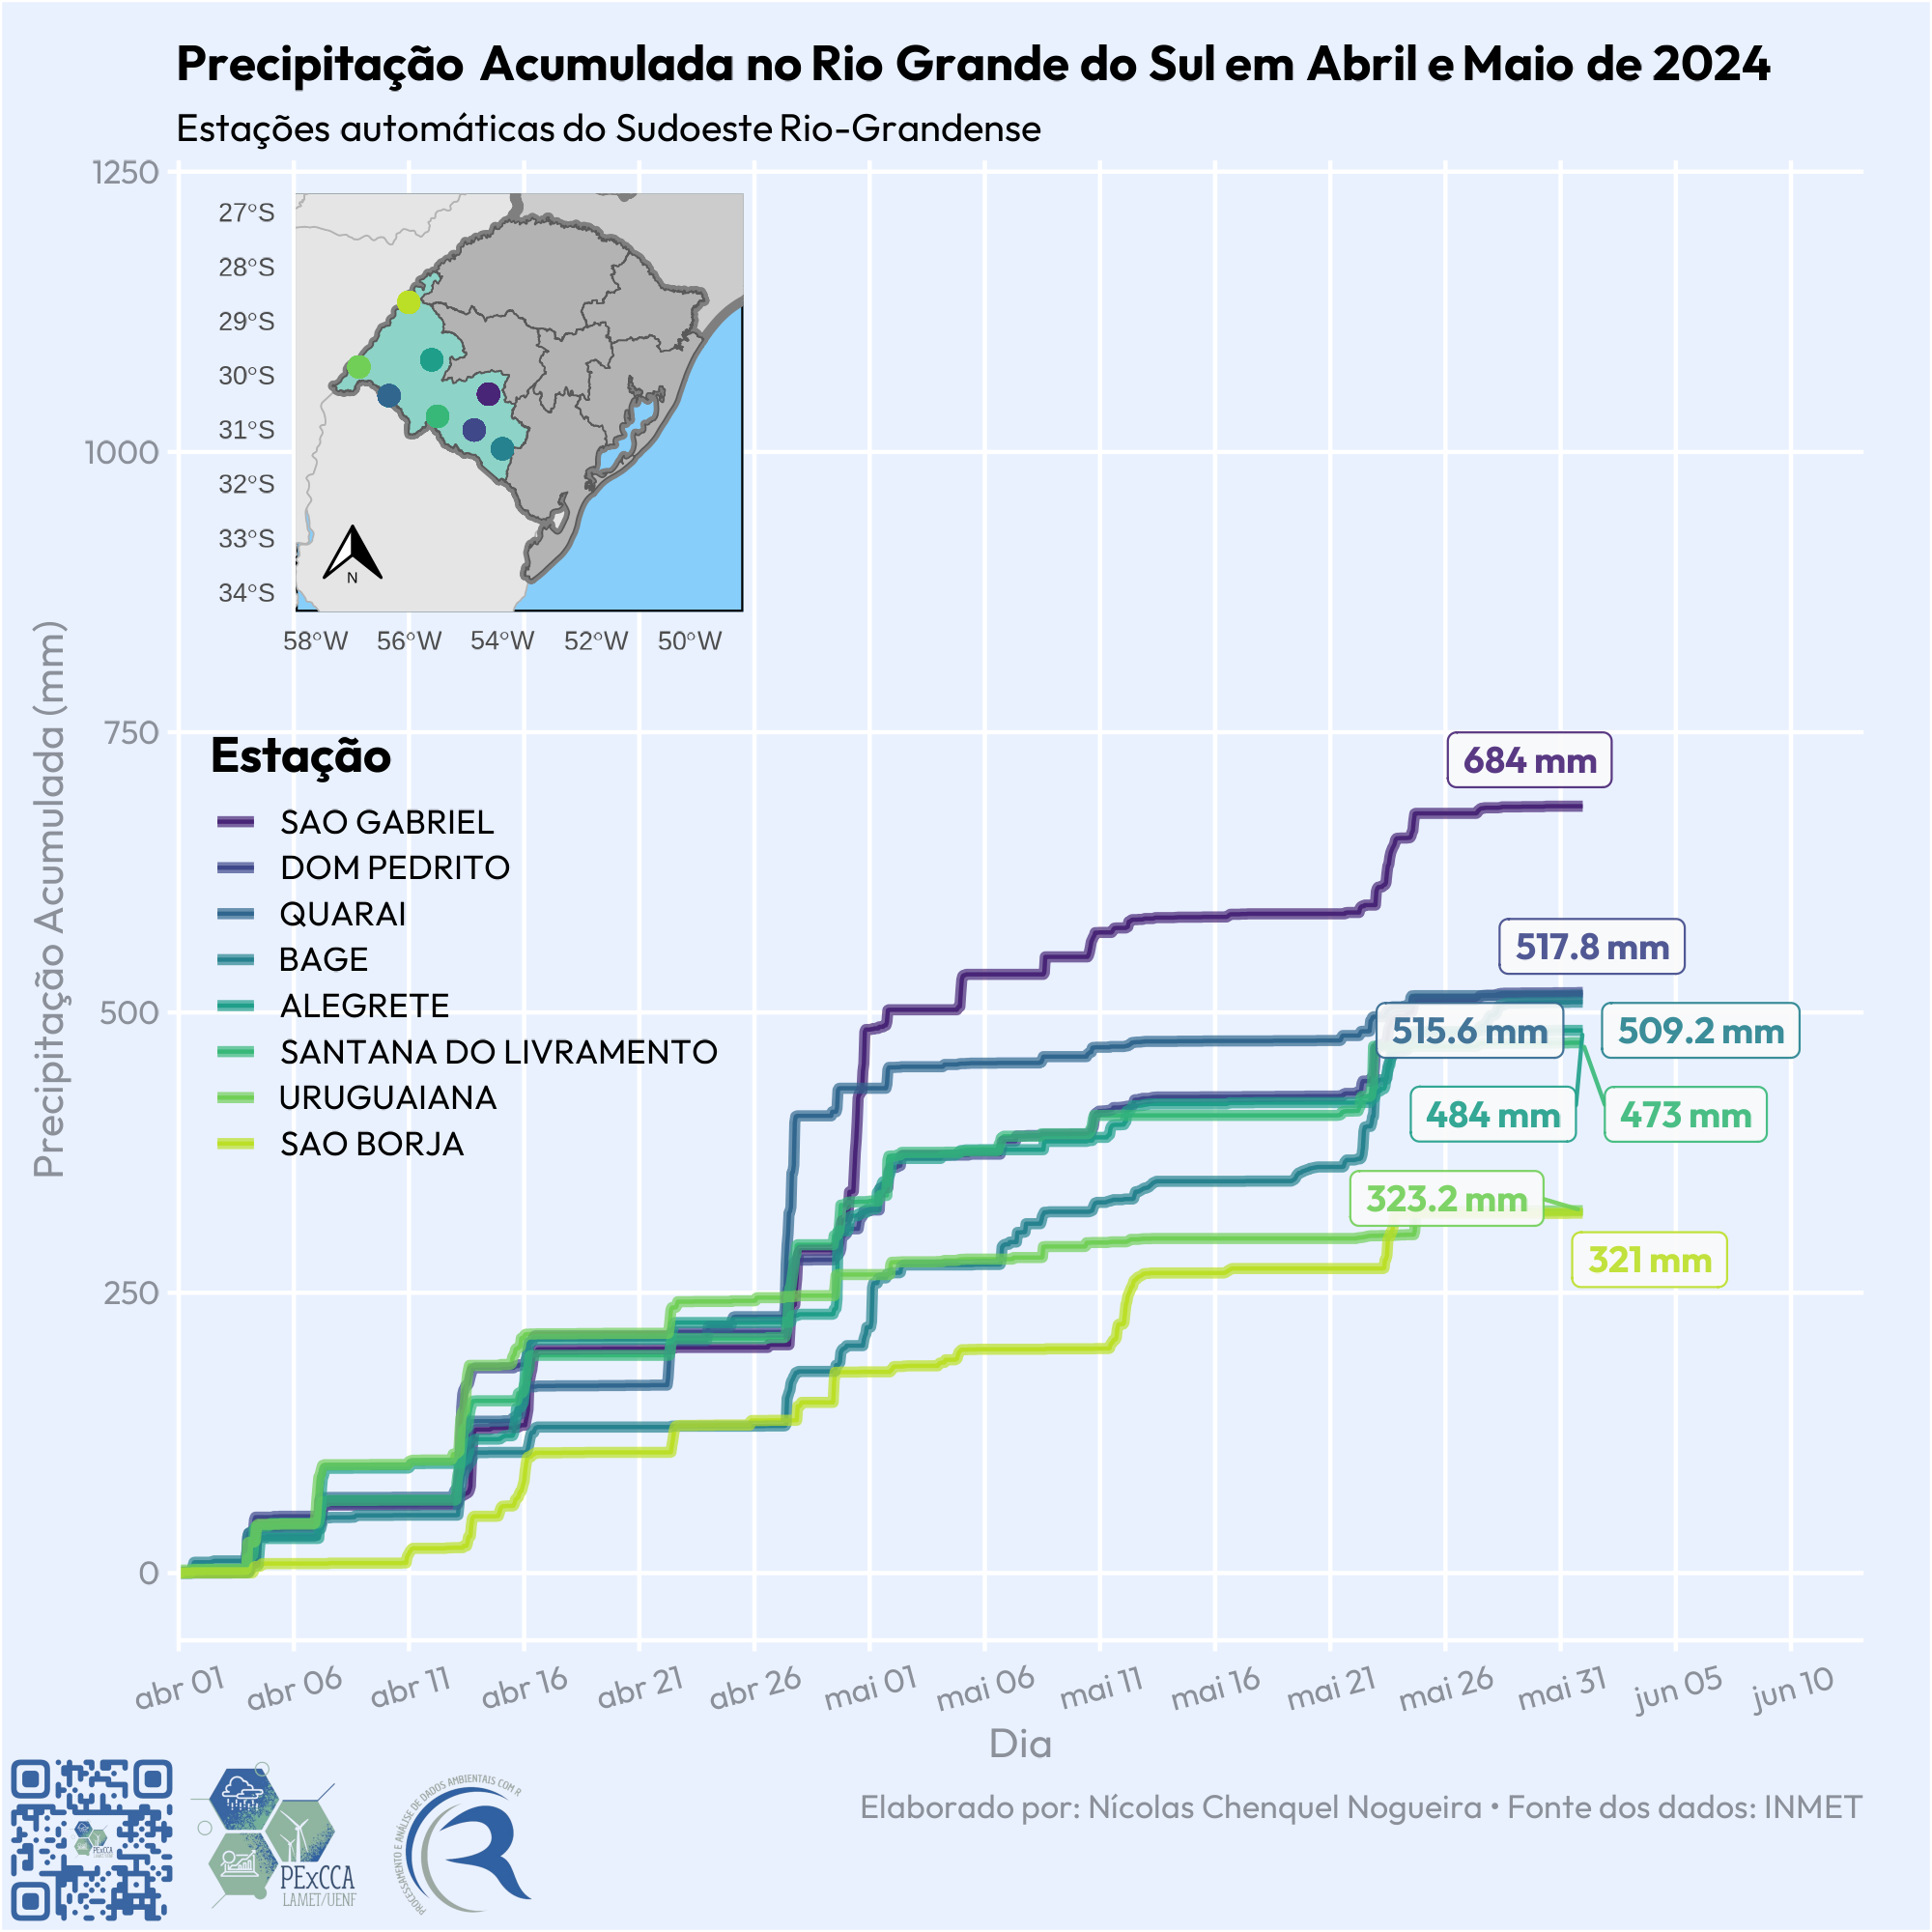 Precipitação Acumulada no Rio Grande do Sul em Abril e Maio de 2024
Estações automáticas do Sudoeste Rio-Grandense
1250
1000
750
500
250
0
Precipitação Acumulada (mm)
27°S
28°S
29°S
30°S
31°S
32°S
33°S
34°S
N
58°W 56°W 54°W 52°W 50°W
Estação
SAO GABRIEL
DOM PEDRITO
QUARAI
BAGE
ALEGRETE
SANTANA DO LIVRAMENTO
URUGUAIANA
SAO BORJA
684 mm
517.8 mm
515.6 mm
509.2 mm
484 mm
473 mm
323.2 mm
321 mm
abr 01 abr 06 abr 11 abr 16 abr 21 abr 26 mai 01 mai 06 mai 11 mai 16 mai 21 mai 26 mai 31 jun 05 jun 10
Dia
Elaborado por: Nícolas Chenquel Nogueira • Fonte dos dados: INMET
PExCCA
LAMET/UENF
PROCESSAMENTO E ANÁLISE DE DADOS AMBIENTAIS COM R
R